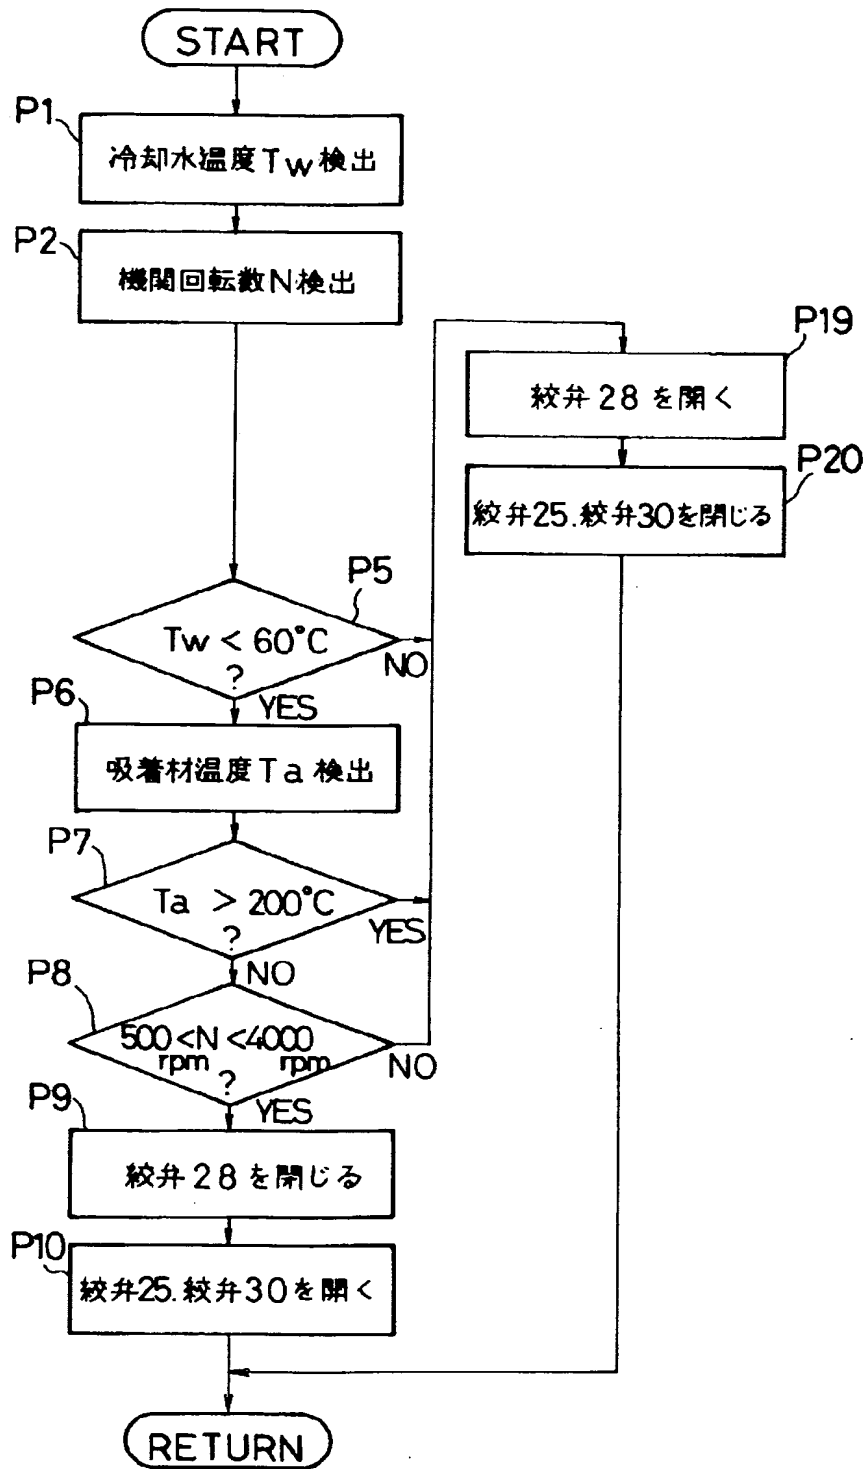 START
P1
冷却水温度Tw検出
P2
機関回転数N検出
P19
絞弁28を開く
P20
絞弁25.絞弁30を閉じる
P5
Tw < 60°C
?
NO
YES
P6
吸着材温度Ta検出
P7
Ta > 200°C
?
YES
NO
P8
500<N<4000
rpm rpm
?
NO
YES
P9
絞弁28を閉じる
P10
絞弁25.絞弁30を開く
RETURN